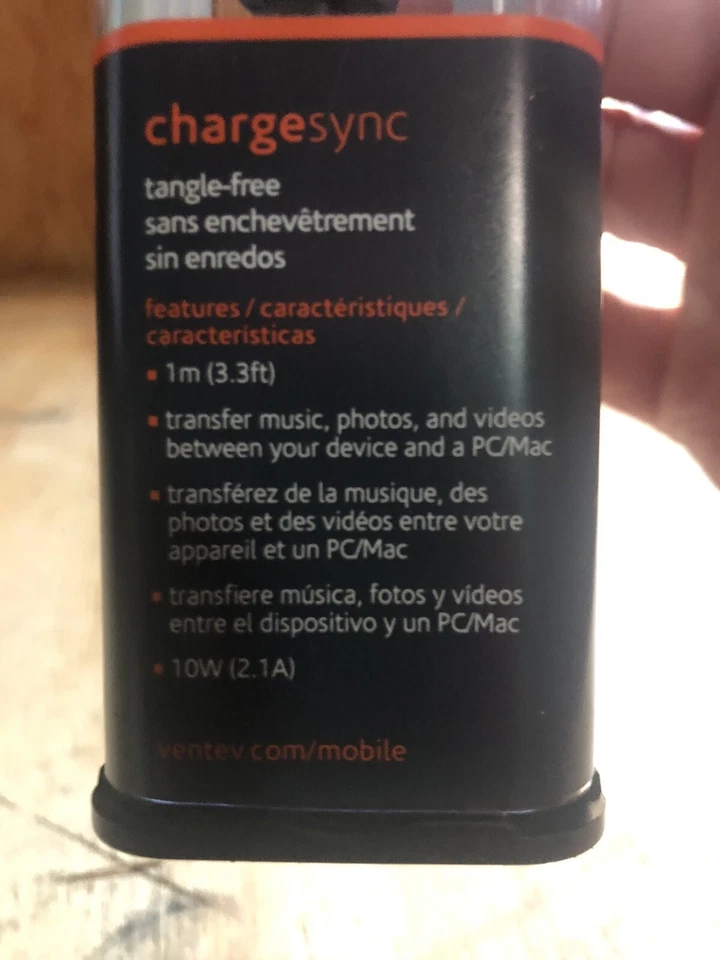 chargesync
tangle-free
sans enchevêtrement
sin enredos
features / caractéristiques /
características
▪ 1m (3.3ft)
▪ transfer music, photos, and videos
between your device and a PC/Mac
▪ transférez de la musique, des
photos et des vidéos entre votre
appareil et un PC/Mac
▪ transfiere música, fotos y vídeos
entre el dispositivo y un PC/Mac
▪ 10W (2.1A)
ventev.com/mobile